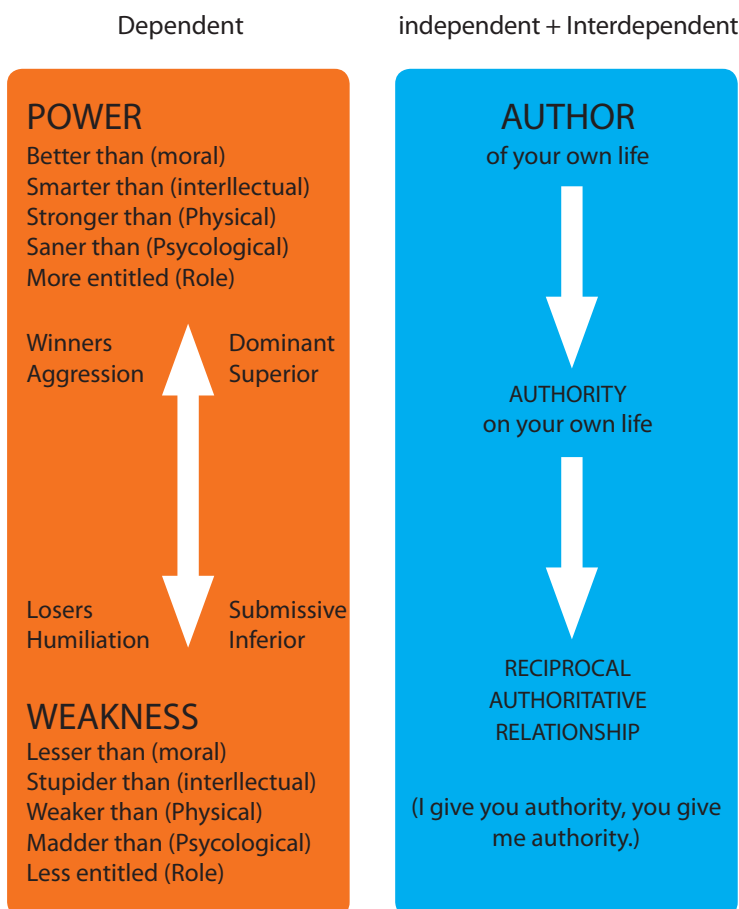 Dependent
independent + Interdependent
POWER
Better than (moral)
Smarter than (interllectual)
Stronger than (Physical)
Saner than (Psycological)
More entitled (Role)
Winners
Aggression
Dominant
Superior
Losers
Humiliation
Submissive
Inferior
WEAKNESS
Lesser than (moral)
Stupider than (interllectual)
Weaker than (Physical)
Madder than (Psycological)
Less entitled (Role)
AUTHOR
of your own life
AUTHORITY
on your own life
RECIPROCAL
AUTHORITATIVE
RELATIONSHIP
(I give you authority, you give
me authority.)